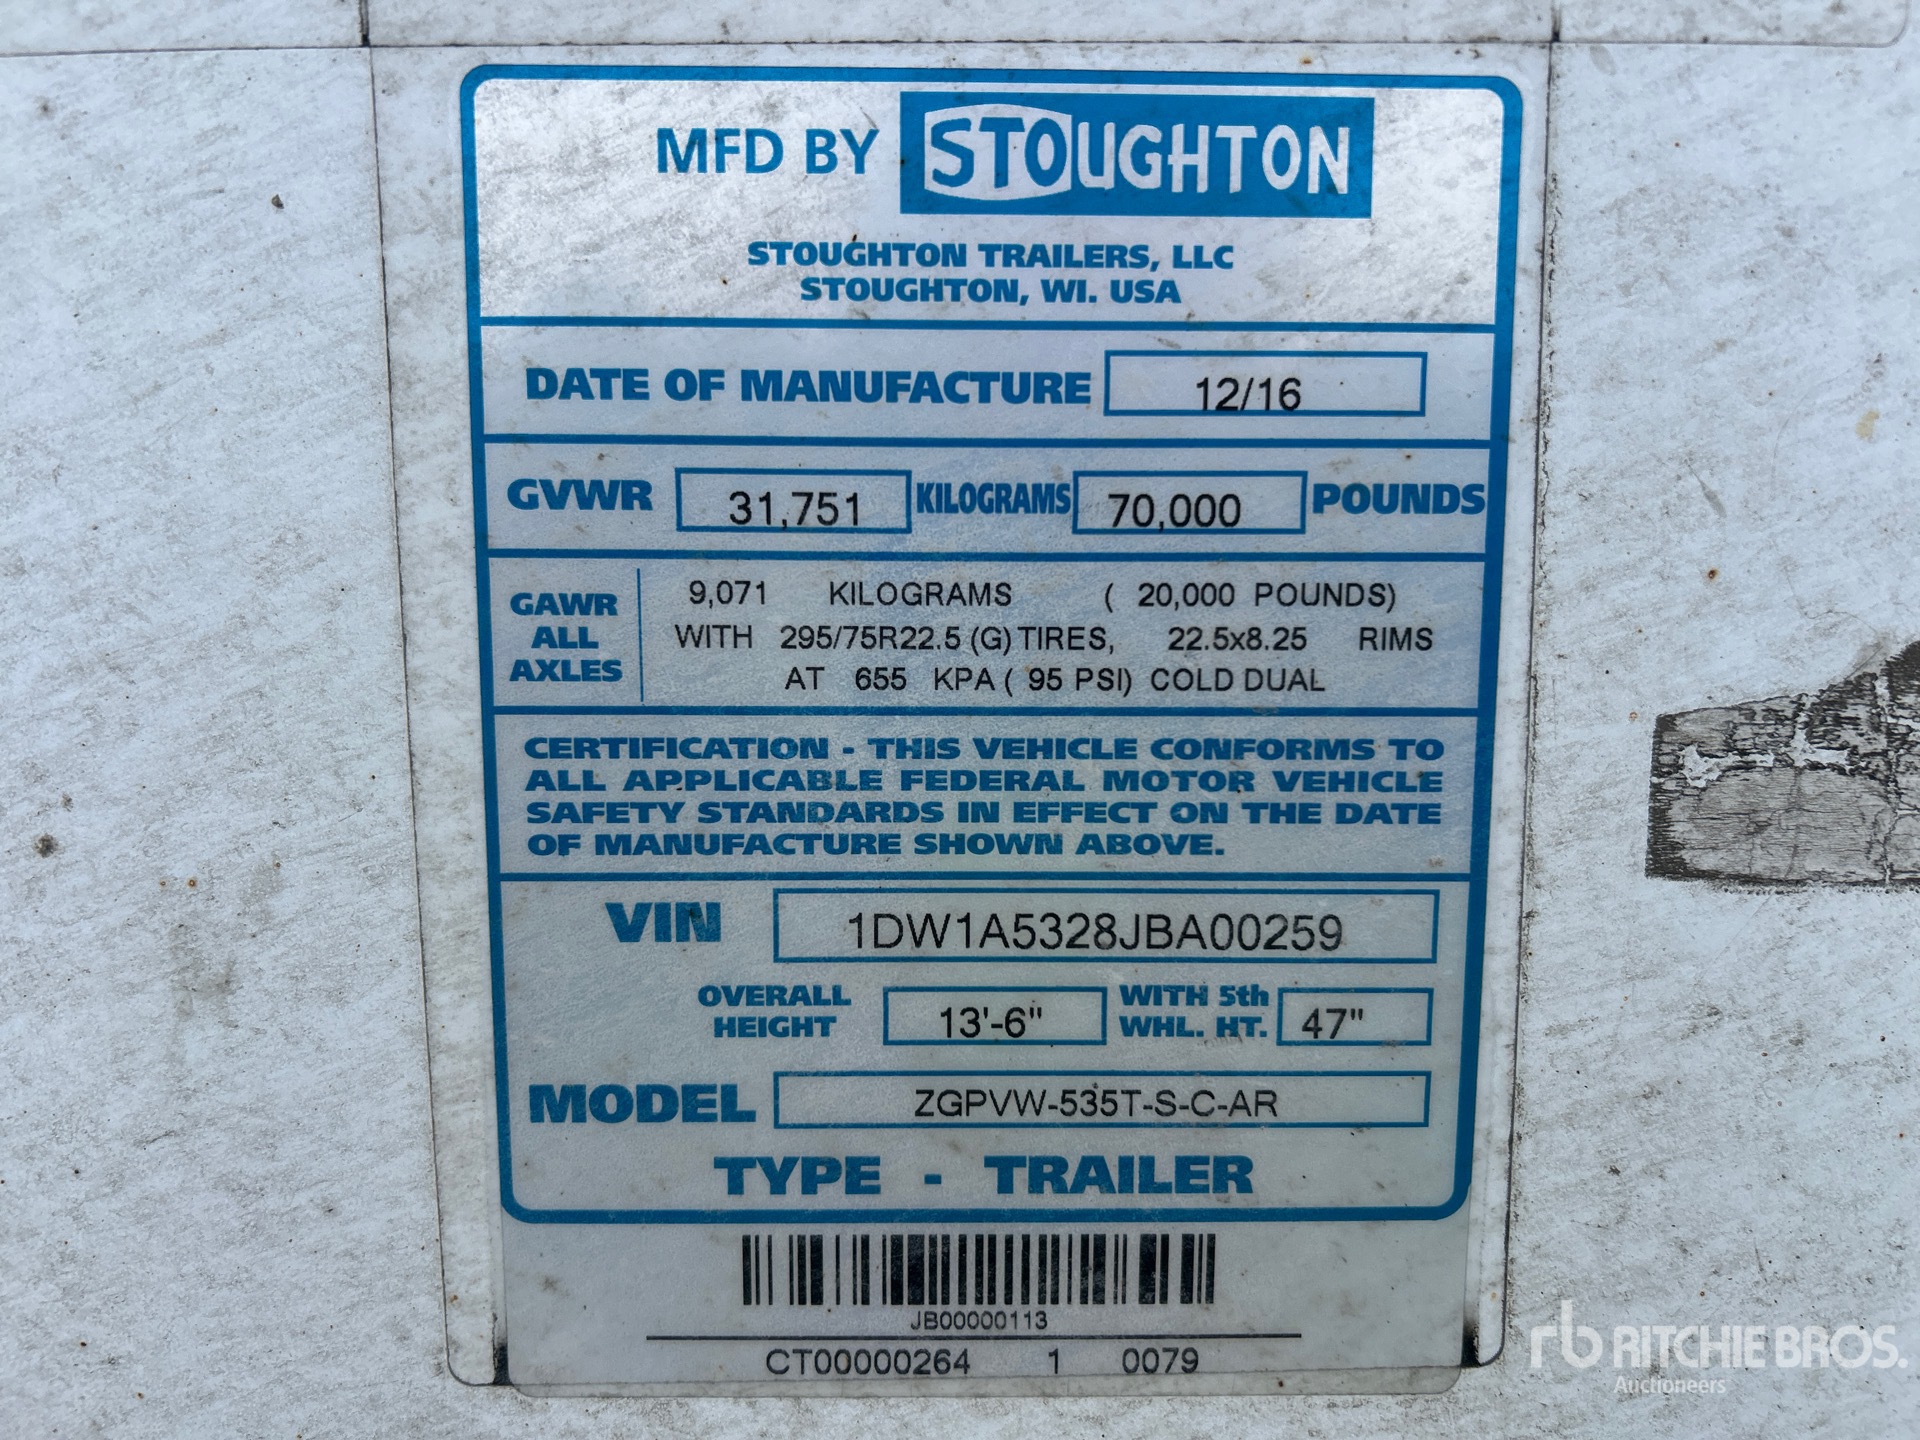 MFD BY STOUGHTON
STOUGHTON TRAILERS, LLC
STOUGHTON, WI. USA
DATE OF MANUFACTURE 12/16
GVWR 31,751 KILOGRAMS 70,000 POUNDS
GAWR ALL AXLES
9,071 KILOGRAMS ( 20,000 POUNDS)
WITH 295/75R22.5 (G) TIRES, 22.5x8.25 RIMS
AT 655 KPA ( 95 PSI) COLD DUAL
CERTIFICATION - THIS VEHICLE CONFORMS TO
ALL APPLICABLE FEDERAL MOTOR VEHICLE
SAFETY STANDARDS IN EFFECT ON THE DATE
OF MANUFACTURE SHOWN ABOVE.
VIN 1DW1A5328JBA00259
OVERALL HEIGHT 13'-6" WITH 5th WHL. HT. 47"
MODEL ZGPVW-535T-S-C-AR
TYPE - TRAILER
JB00000113
CT00000264 1 0079
rb RITCHIE BROS.
Auctioneers